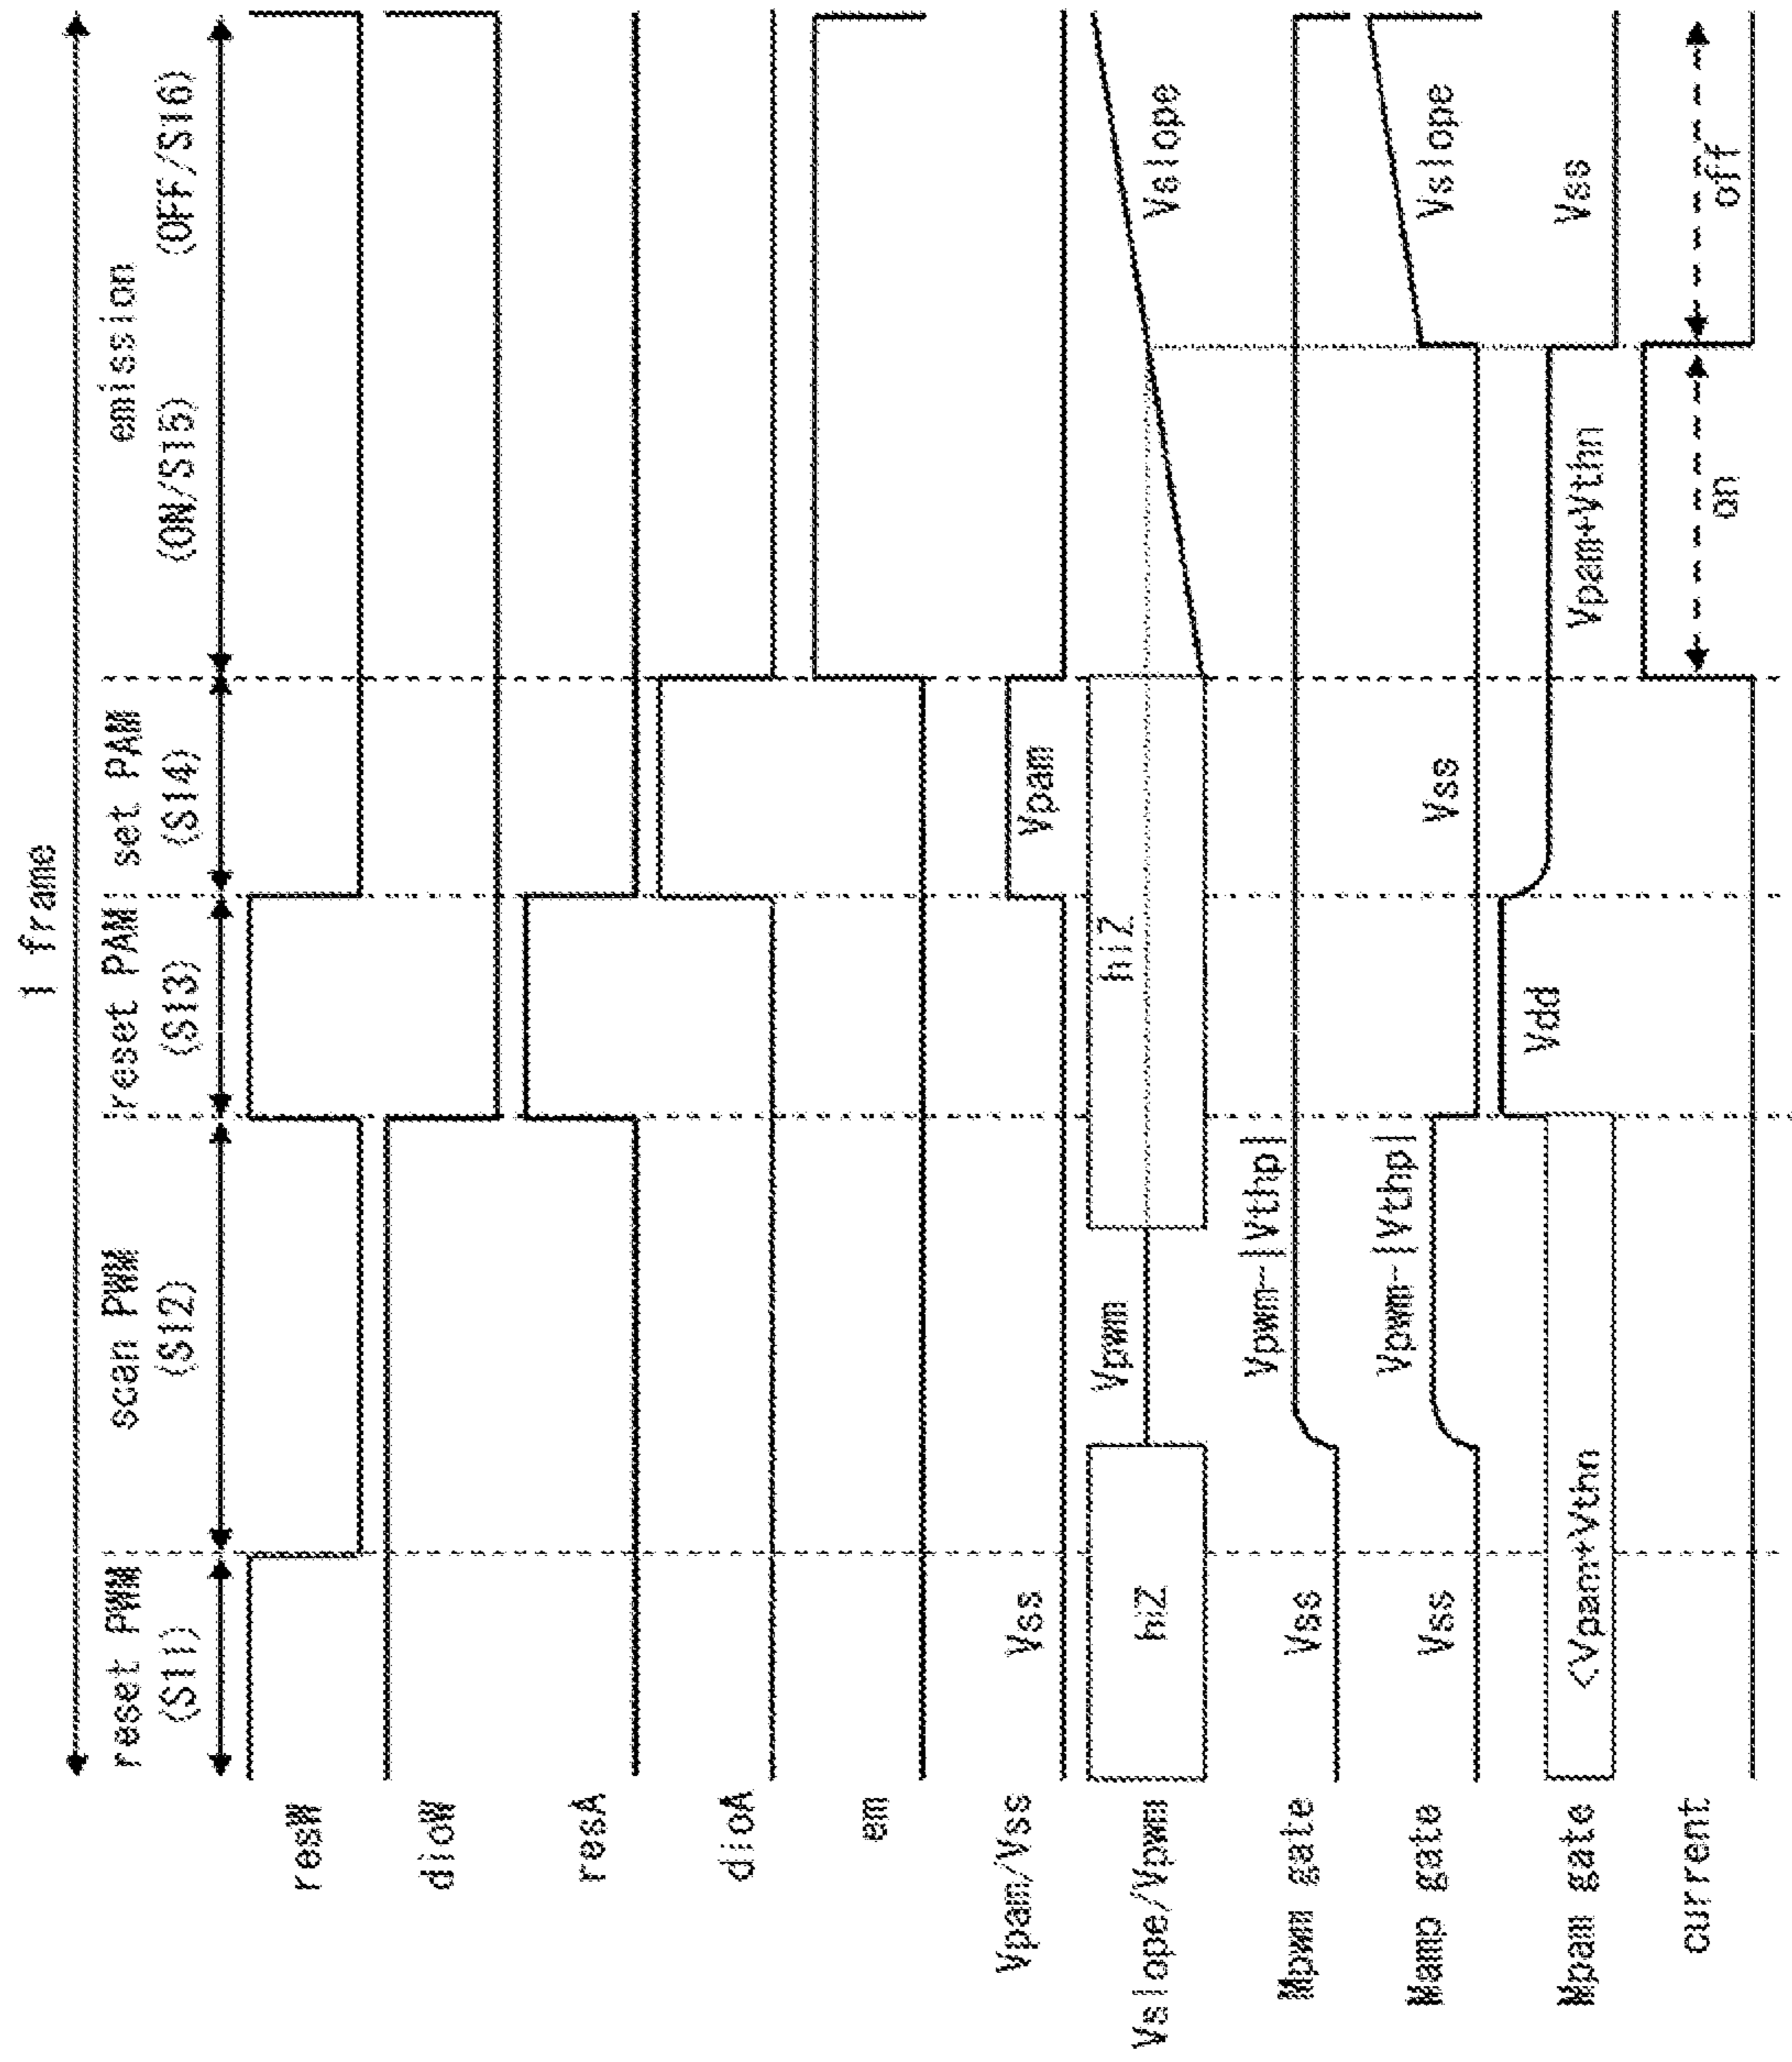 1 frame
reset PWM
(S11)
scan PWM
(S12)
reset PAM
(S13)
set PAM
(S14)
emission
(ON/S15)
(OFF/S16)
resW
dioW
resA
dioA
em
Vpam/Vss
Vss
Vpam
Vslope/Vpwm
hiZ
Vpwm
hiZ
Vslope
Mpwm gate
Vss
Vpwm-|Vthp|
Mamp gate
Vss
Vpwm-|Vthp|
Vss
Vslope
Mpam gate
<Vpam+Vthn
Vdd
Vpam+Vthn
Vss
current
on
off